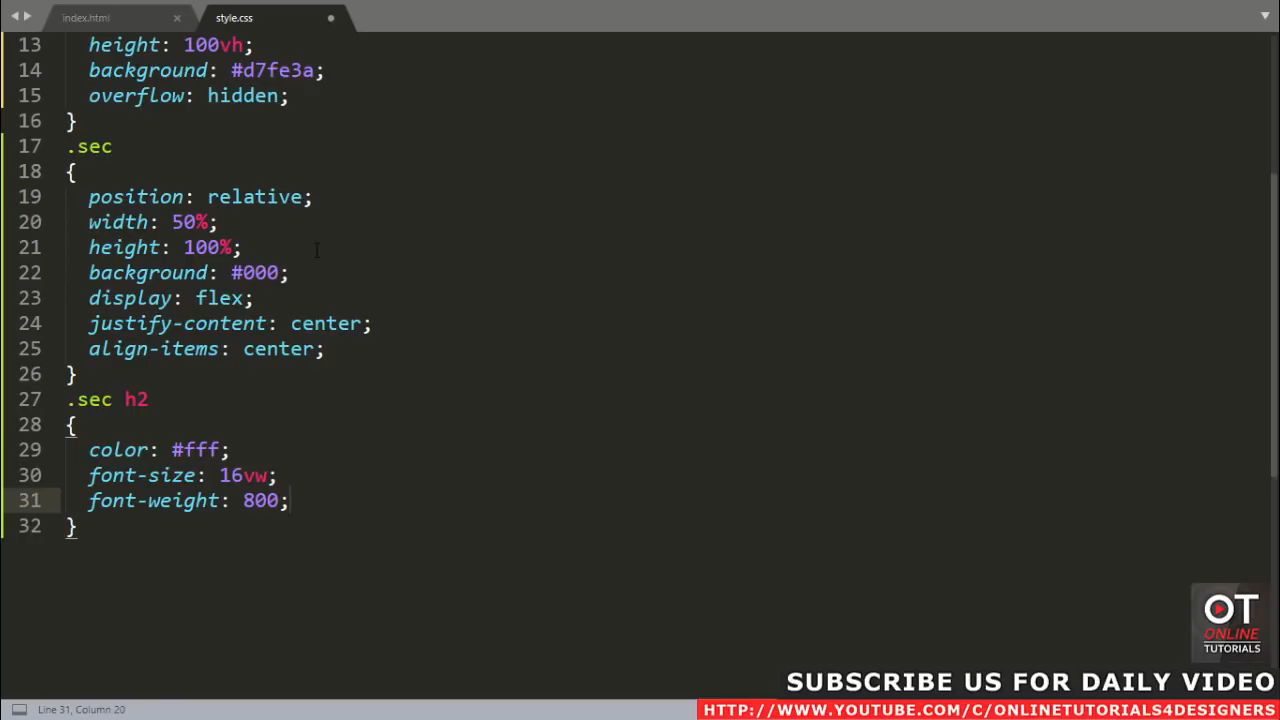 index.html ×
style.css
13 height: 100vh;
14 background: #d7fe3a;
15 overflow: hidden;
16 }
17 .sec
18 {
19 position: relative;
20 width: 50%;
21 height: 100%;
22 background: #000;
23 display: flex;
24 justify-content: center;
25 align-items: center;
26 }
27 .sec h2
28 {
29 color: #fff;
30 font-size: 16vw;
31 font-weight: 800;
32 }
OT
ONLINE
TUTORIALS
SUBSCRIBE US FOR DAILY VIDEO
HTTP://WWW.YOUTUBE.COM/C/ONLINETUTORIALS4DESIGNERS
Line 31, Column 20